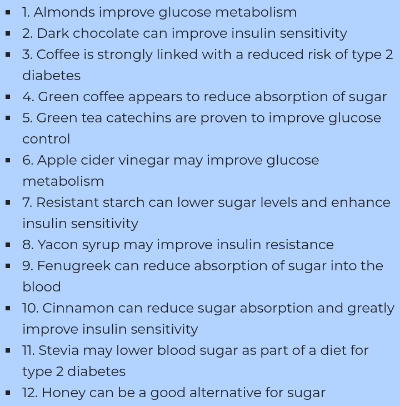 1. Almonds improve glucose metabolism
2. Dark chocolate can improve insulin sensitivity
3. Coffee is strongly linked with a reduced risk of type 2
diabetes
4. Green coffee appears to reduce absorption of sugar
5. Green tea catechins are proven to improve glucose
control
6. Apple cider vinegar may improve glucose
metabolism
7. Resistant starch can lower sugar levels and enhance
insulin sensitivity
8. Yacon syrup may improve insulin resistance
9. Fenugreek can reduce absorption of sugar into the
blood
10. Cinnamon can reduce sugar absorption and greatly
improve insulin sensitivity
11. Stevia may lower blood sugar as part of a diet for
type 2 diabetes
12. Honey can be a good alternative for sugar